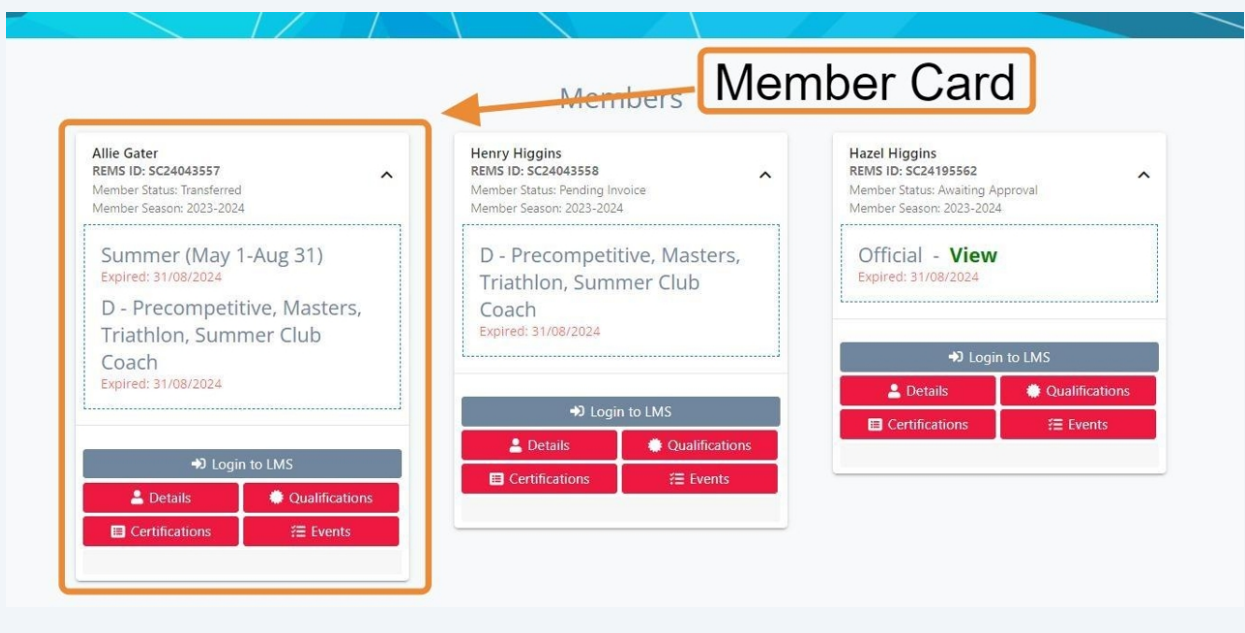 Member Card
Members
Allie Gater
REMS ID: SC24043557
Member Status: Transferred
Member Season: 2023-2024
Summer (May 1-Aug 31)
Expired: 31/08/2024
D - Precompetitive, Masters,
Triathlon, Summer Club
Coach
Expired: 31/08/2024
Login to LMS
Details
Qualifications
Certifications
Events
Henry Higgins
REMS ID: SC24043558
Member Status: Pending Invoice
Member Season: 2023-2024
D - Precompetitive, Masters,
Triathlon, Summer Club
Coach
Expired: 31/08/2024
Login to LMS
Details
Qualifications
Certifications
Events
Hazel Higgins
REMS ID: SC24195562
Member Status: Awaiting Approval
Member Season: 2023-2024
Official - View
Expired: 31/08/2024
Login to LMS
Details
Qualifications
Certifications
Events